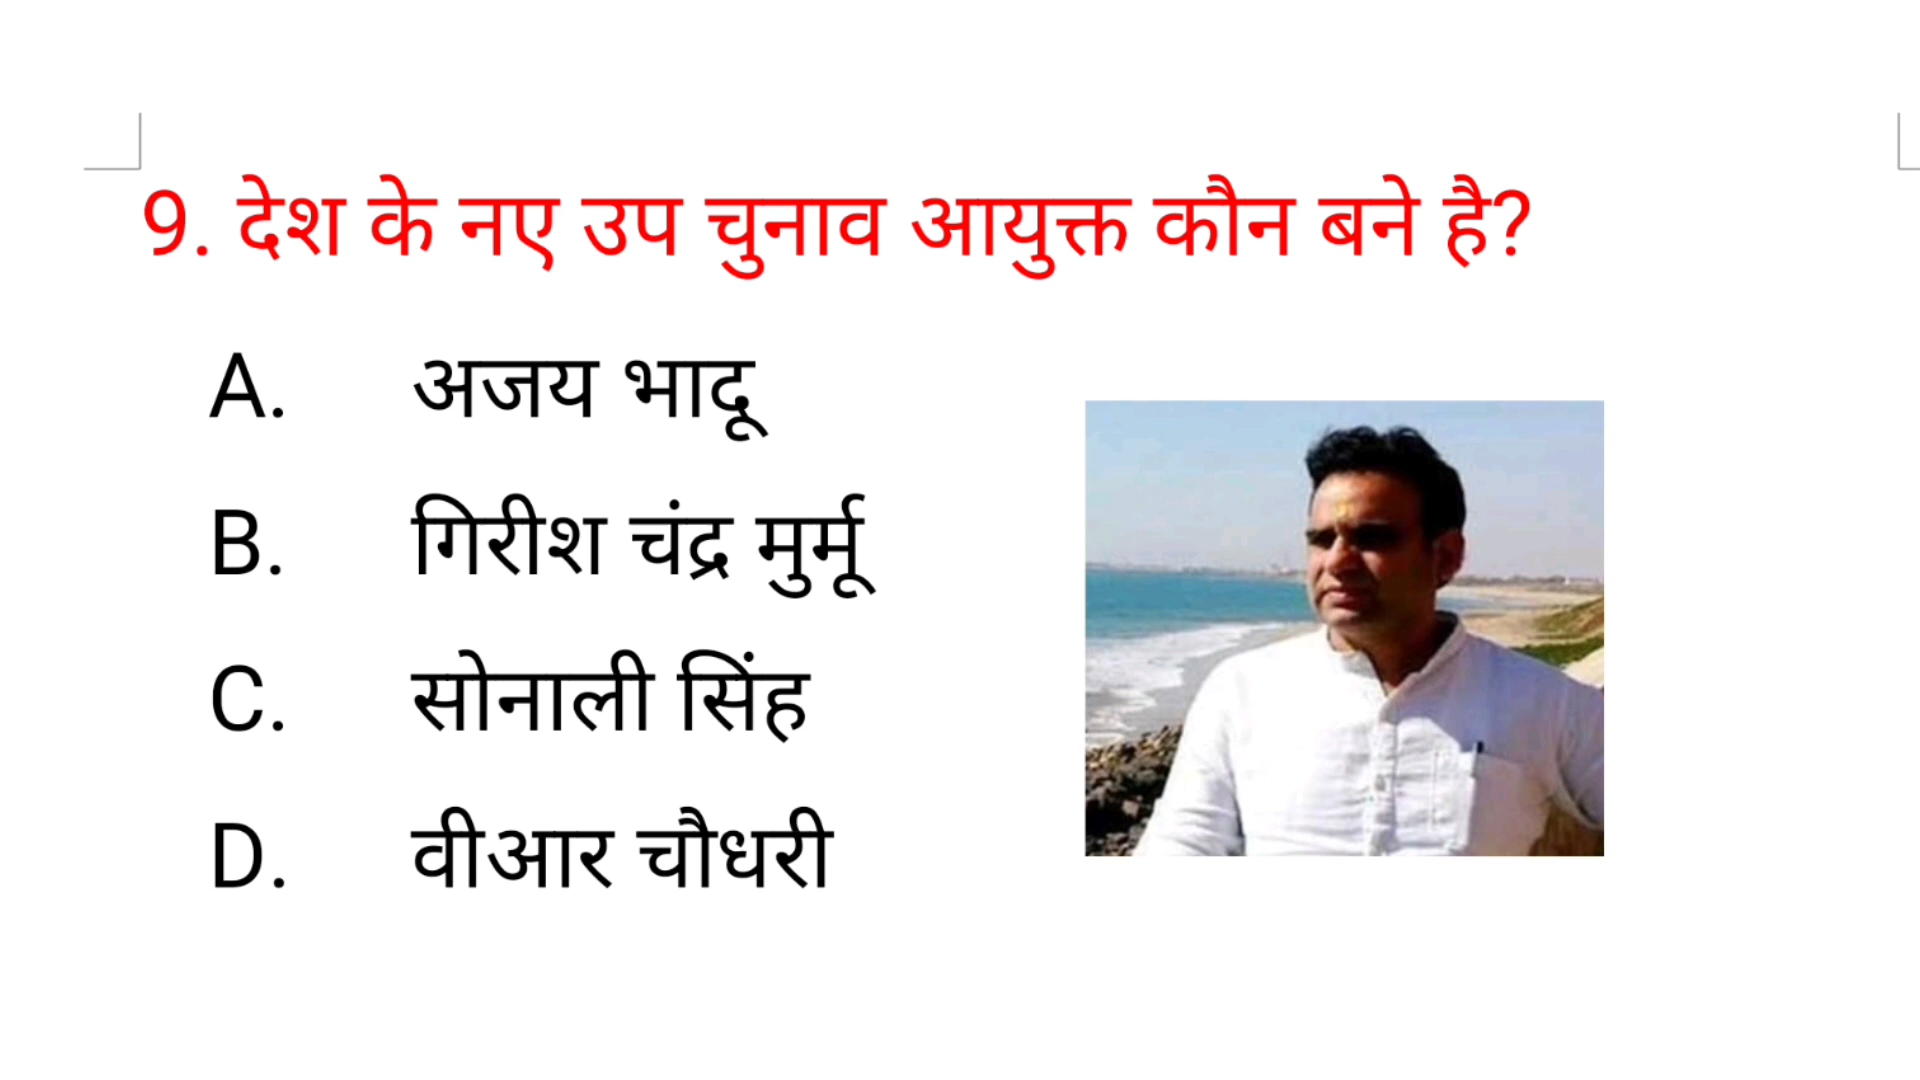 9. देश के नए उप चुनाव आयुक्त कौन बने है?
A. अजय भादू
B. गिरीश चंद्र मुर्मू
C. सोनाली सिंह
D. वीआर चौधरी